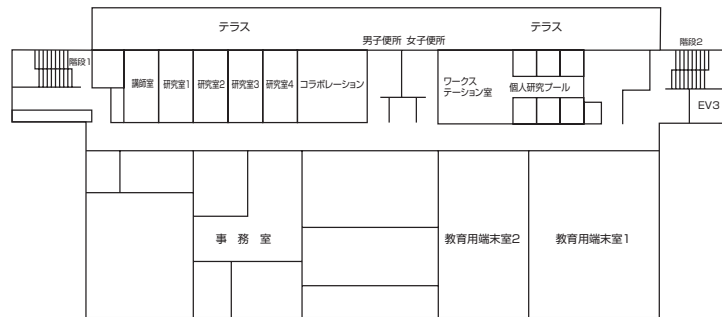 テラス
テラス
男子便所 女子便所
階段1
階段2
講師室
研究室1
研究室2
研究室3
研究室4
コラボレーション
ワークス
テーション室
個人研究ブール
EV3
事 務 室
教育用端末室2
教育用端末室1